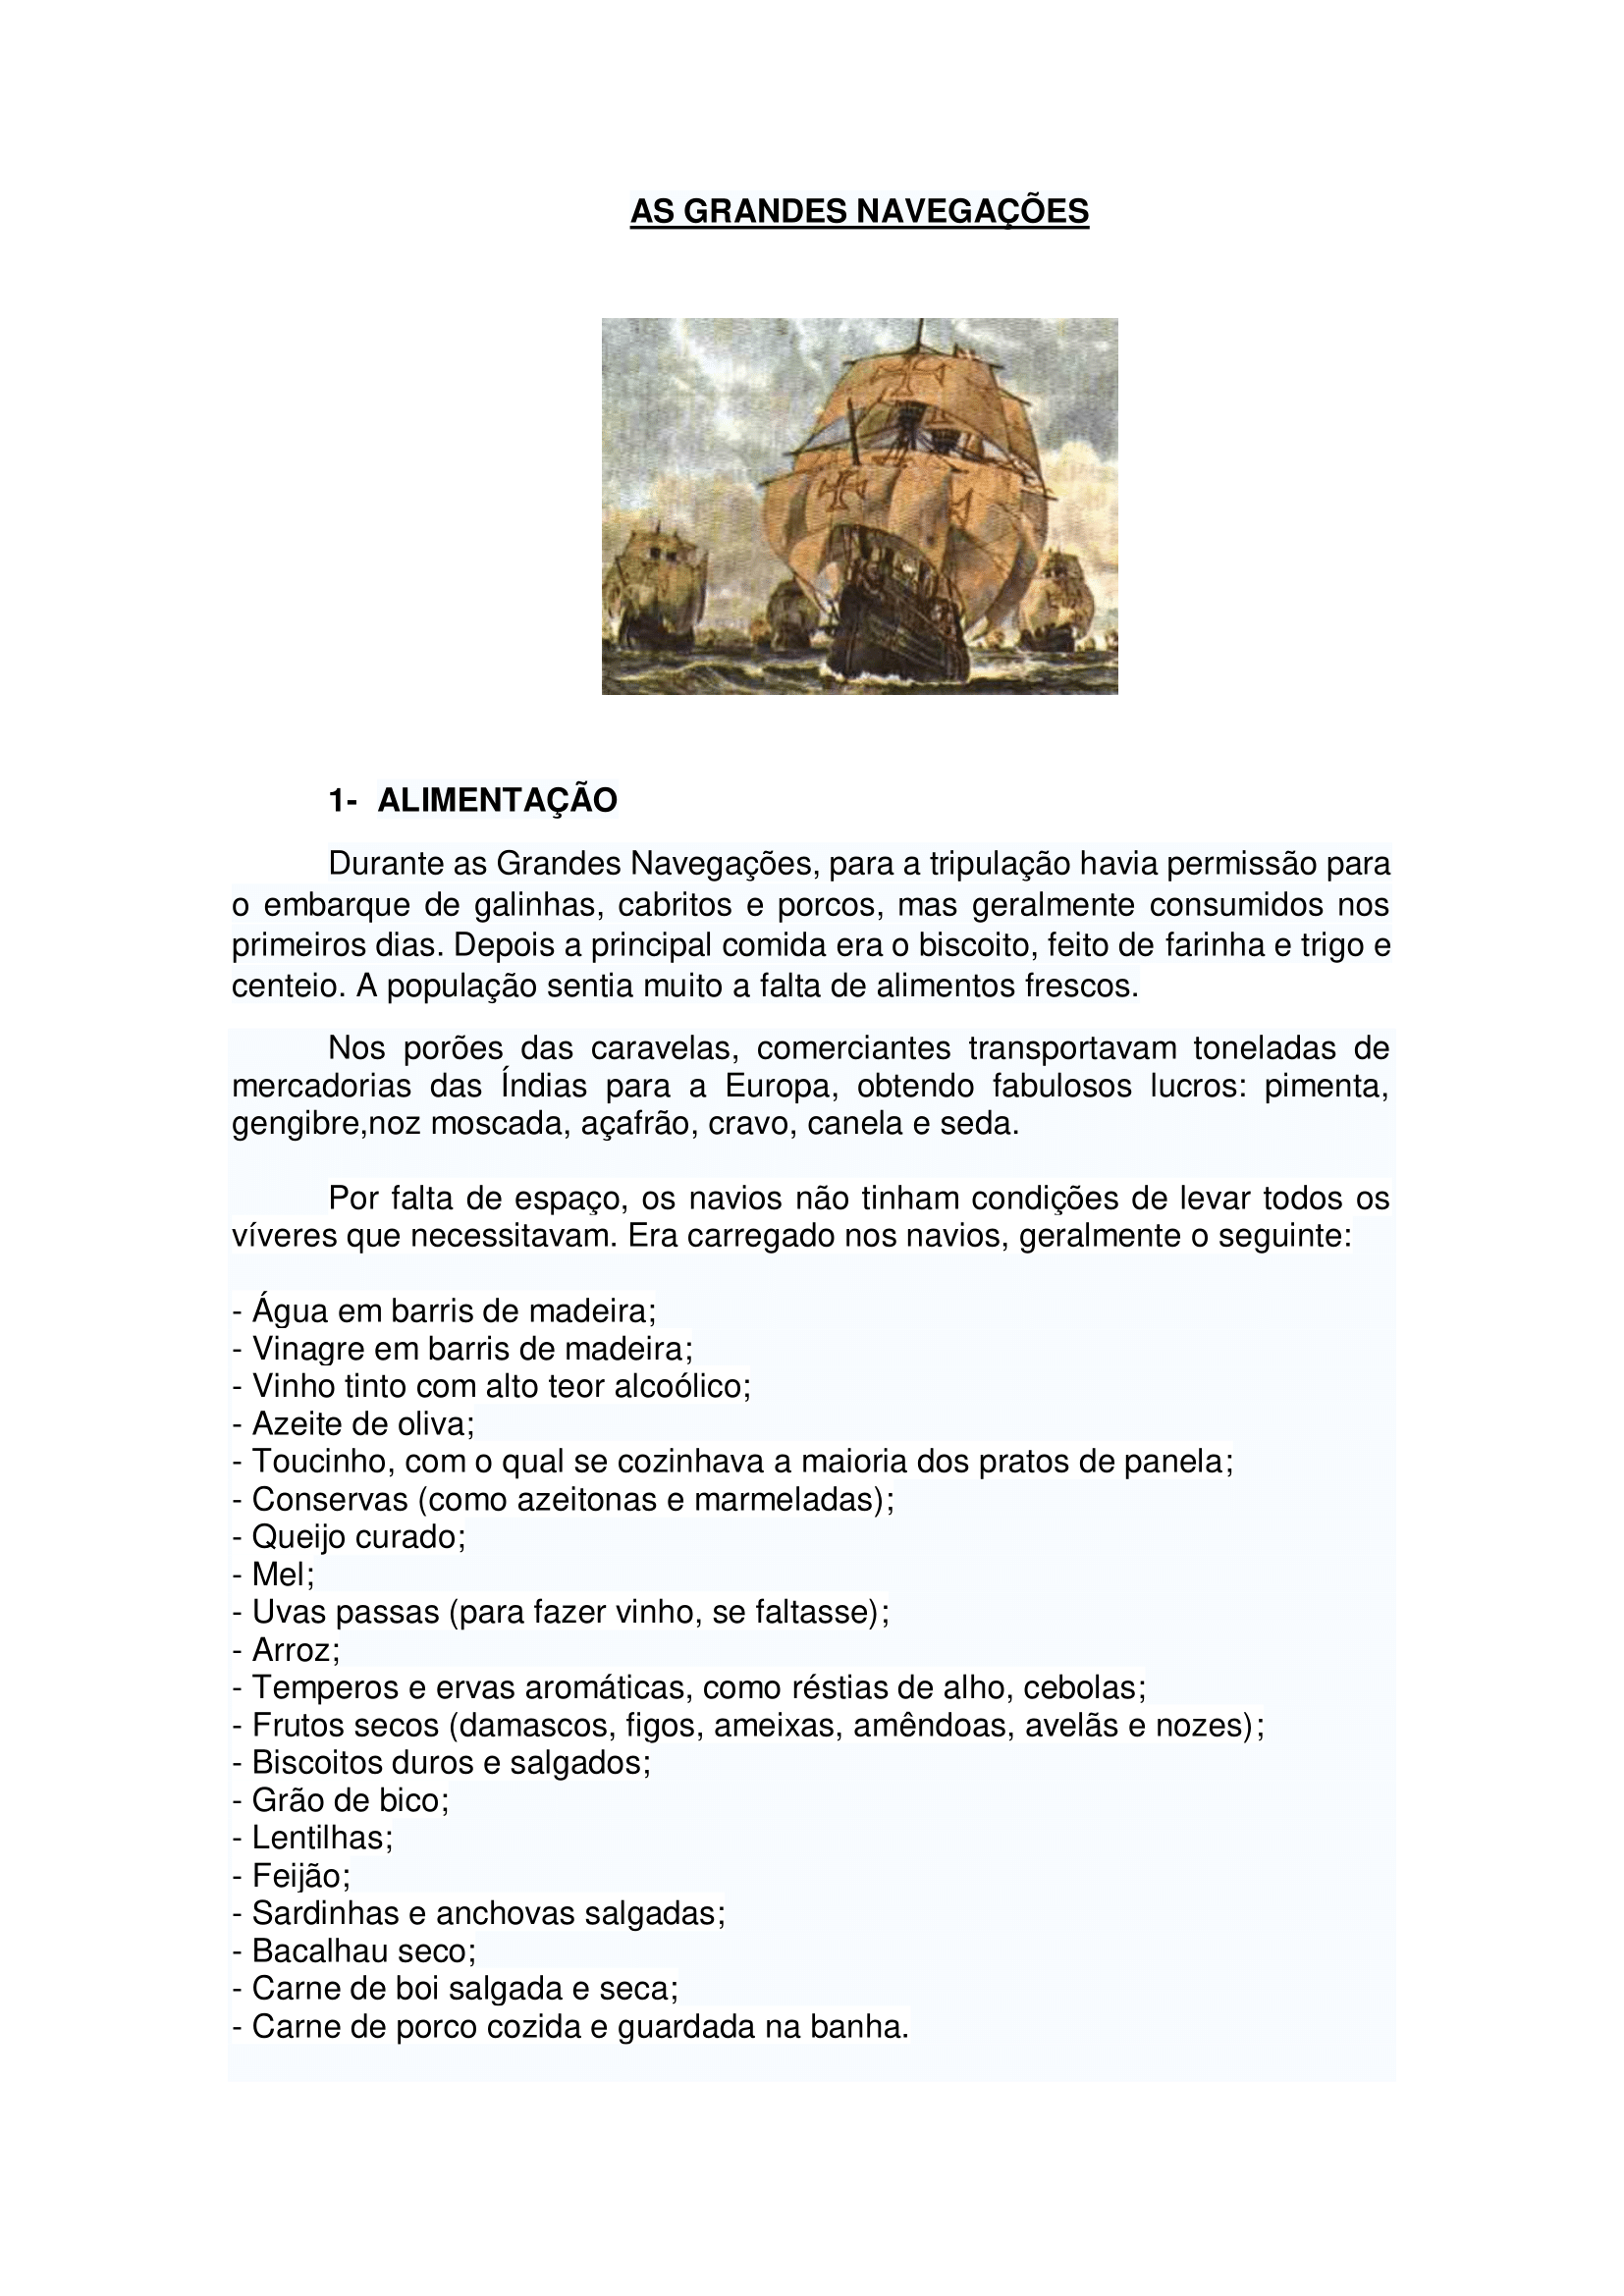 AS GRANDES NAVEGAÇÕES
1- ALIMENTAÇÃO
Durante as Grandes Navegações, para a tripulação havia permissão para
o embarque de galinhas, cabritos e porcos, mas geralmente consumidos nos
primeiros dias. Depois a principal comida era o biscoito, feito de farinha e trigo e
centeio. A população sentia muito a falta de alimentos frescos.
Nos porões das caravelas, comerciantes transportavam toneladas de
mercadorias das Índias para a Europa, obtendo fabulosos lucros: pimenta,
gengibre,noz moscada, açafrão, cravo, canela e seda.
Por falta de espaço, os navios não tinham condições de levar todos os
víveres que necessitavam. Era carregado nos navios, geralmente o seguinte:
- Água em barris de madeira;
- Vinagre em barris de madeira;
- Vinho tinto com alto teor alcoólico;
- Azeite de oliva;
- Toucinho, com o qual se cozinhava a maioria dos pratos de panela;
- Conservas (como azeitonas e marmeladas);
- Queijo curado;
- Mel;
- Uvas passas (para fazer vinho, se faltasse);
- Arroz;
- Temperos e ervas aromáticas, como réstias de alho, cebolas;
- Frutos secos (damascos, figos, ameixas, amêndoas, avelãs e nozes);
- Biscoitos duros e salgados;
- Grão de bico;
- Lentilhas;
- Feijão;
- Sardinhas e anchovas salgadas;
- Bacalhau seco;
- Carne de boi salgada e seca;
- Carne de porco cozida e guardada na banha.